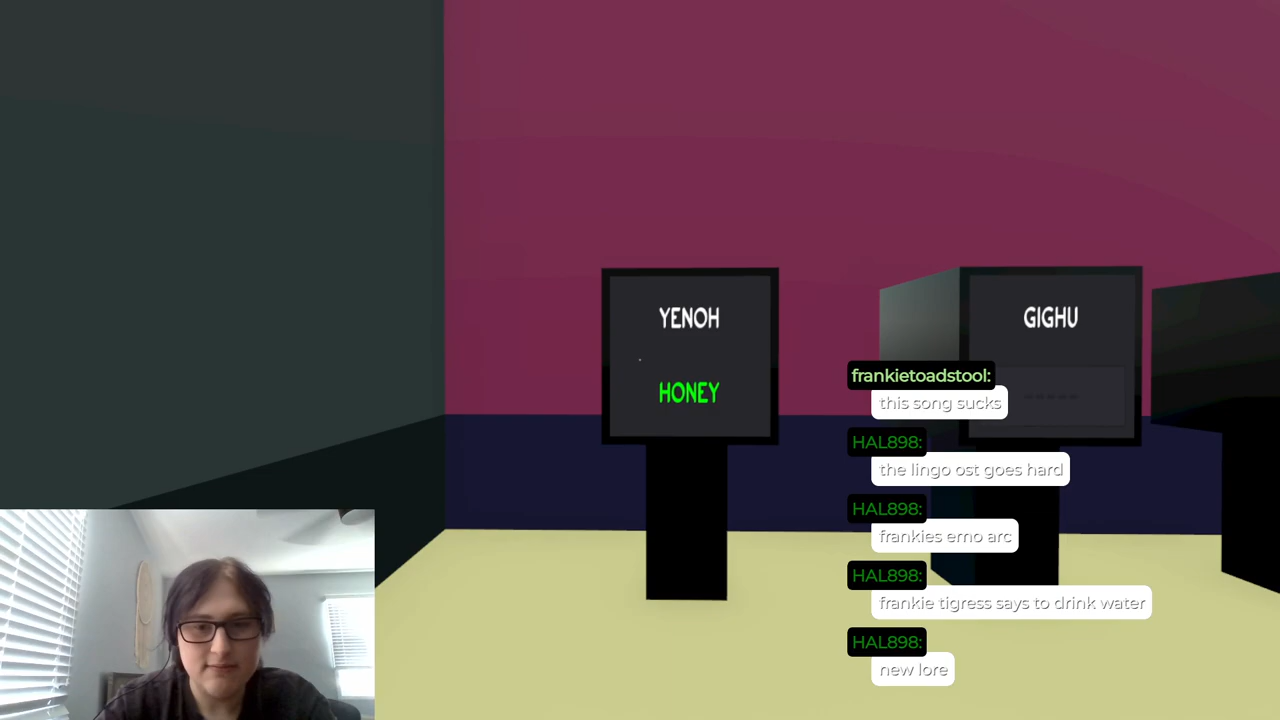 YENOH
HONEY
GIGHU
-----
frankietoadstool:
this song sucks
HAL898:
the lingo ost goes hard
HAL898:
frankies emo arc
HAL898:
frankie tigress says to drink water
HAL898:
new lore